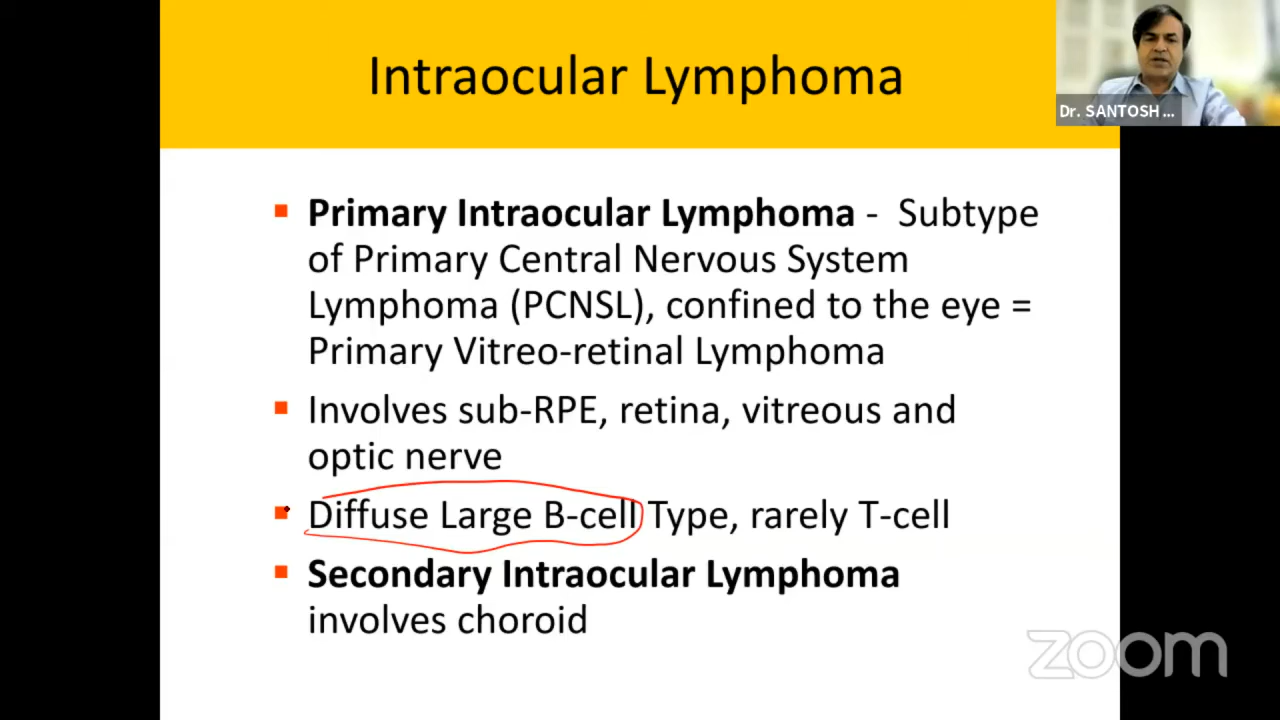 Intraocular Lymphoma
Dr. SANTOSH ...
▪ Primary Intraocular Lymphoma - Subtype
of Primary Central Nervous System
Lymphoma (PCNSL), confined to the eye =
Primary Vitreo-retinal Lymphoma
▪ Involves sub-RPE, retina, vitreous and
optic nerve
▪ Diffuse Large B-cell Type, rarely T-cell
▪ Secondary Intraocular Lymphoma
involves choroid
zoom